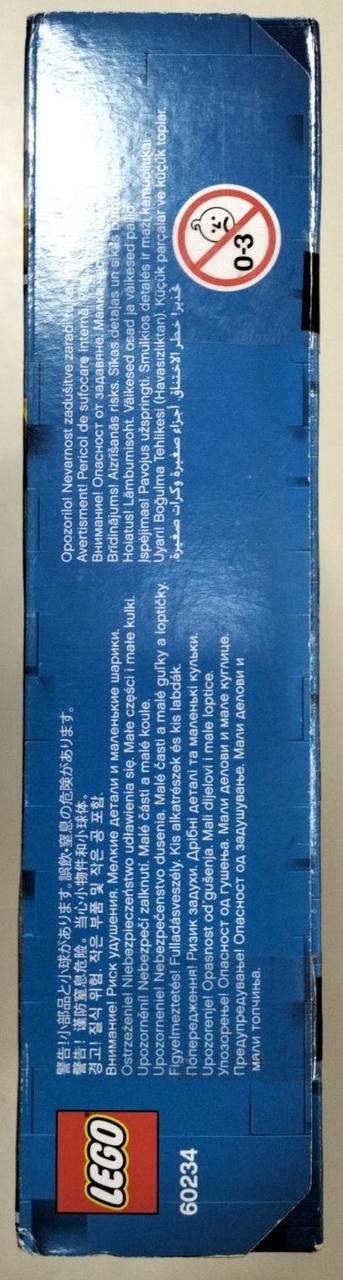 LEGO
60234
警告!小部品と小球があります。誤飲・窒息の危険があります。
警告！谨防窒息危险。当心小物件和小球体。
경고! 질식 위험. 작은 부품 및 작은 공 포함.
Внимание! Риск удушения. Мелкие детали и маленькие шарики.
Ostrzeżenie! Niebezpieczeństwo udławienia się. Małe części i małe kulki.
Upozornění! Nebezpečí zalknutí. Malé části a malé koule.
Upozornenie! Nebezpečenstvo dusenia. Malé časti a malé guľky a loptičky.
Figyelmeztetés! Fulladásveszély. Kis alkatrészek és kis labdák.
Попередження! Ризик задухи. Дрібні деталі та маленькі кульки.
Upozorenje! Opasnost od gušenja. Mali dijelovi i male loptice.
Упозорење! Опасност од гушења. Мали делови и мале куглице.
Предупредување! Опасност од задушување. Мали делови и
мали топчиња.
Opozorilo! Nevarnost zadušitve zaradi
Avertisment! Pericol de sufocare internă.
Внимание! Опасност от задавяне.
Brīdinājums! Aizrīšanās risks. Sīkas detaļas un sīkas
Hoiatus! Lämbumisoht. Väikesed osad ja väikesed pallid.
Įspėjimas! Pavojus užspringti. Smulkios detalės ir maži kamuoliukai.
Uyarı! Boğulma Tehlikesi (Havasızlıktan). Küçük parçalar ve küçük toplar.
تحذير! خطر الاختناق. أجزاء صغيرة وكرات صغيرة.
0-3